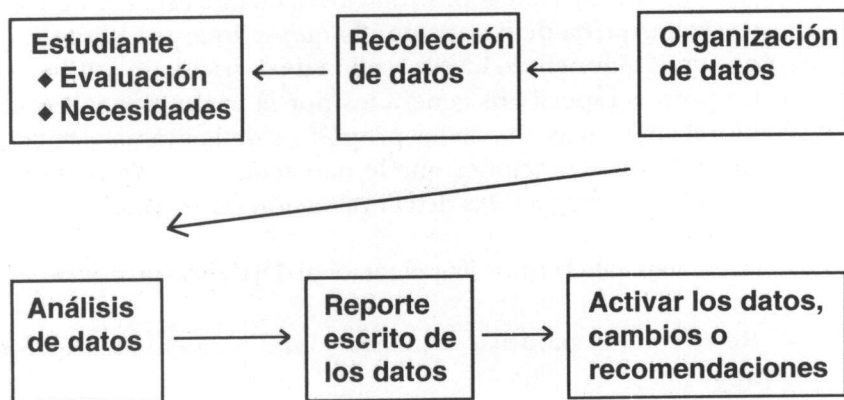 Estudiante
◆ Evaluación
◆ Necesidades
Recolección
de datos
Organización
de datos
Análisis
de datos
Reporte
escrito de
los datos
Activar los datos,
cambios o
recomendaciones